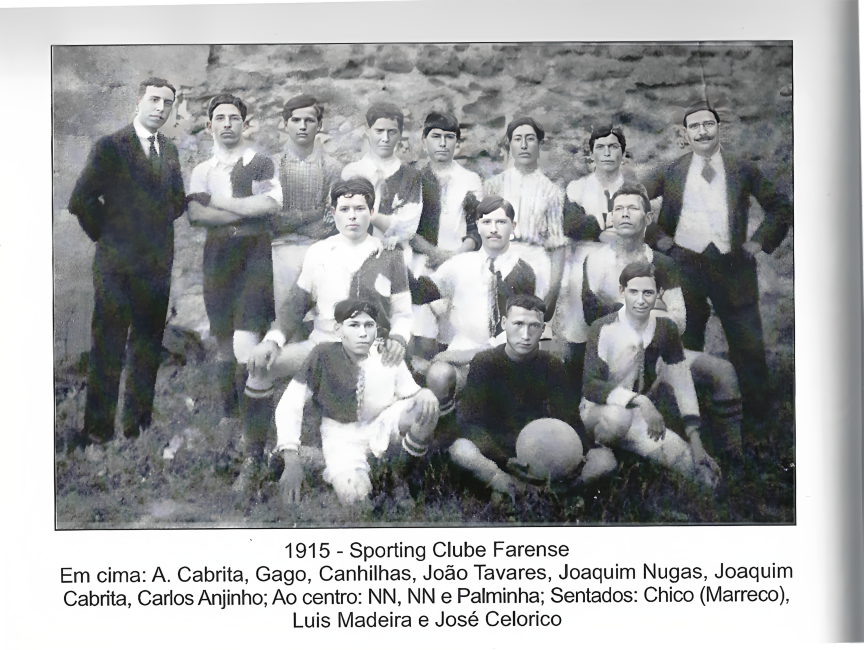 1915 - Sporting Clube Farense
Em cima: A. Cabrita, Gago, Canhilhas, João Tavares, Joaquim Nugas, Joaquim
Cabrita, Carlos Anjinho; Ao centro: NN, NN e Palminha; Sentados: Chico (Marreco),
Luis Madeira e José Celorico